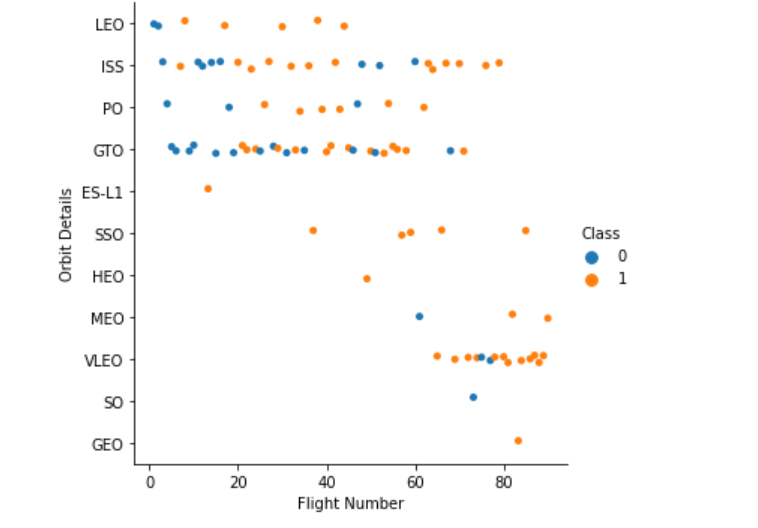 LEO
ISS
PO
GTO
ES-L1
SSO
HEO
MEO
VLEO
SO
GEO
Orbit Details
0 20 40 60 80
Flight Number
Class
0
1